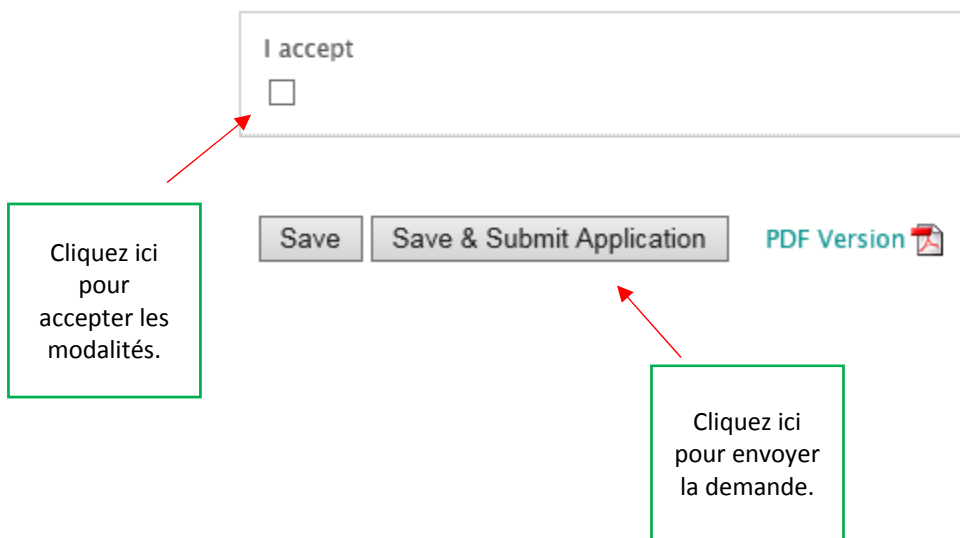 I accept
Save
Save & Submit Application
PDF Version
Cliquez ici
pour
accepter les
modalités.
Cliquez ici
pour envoyer
la demande.